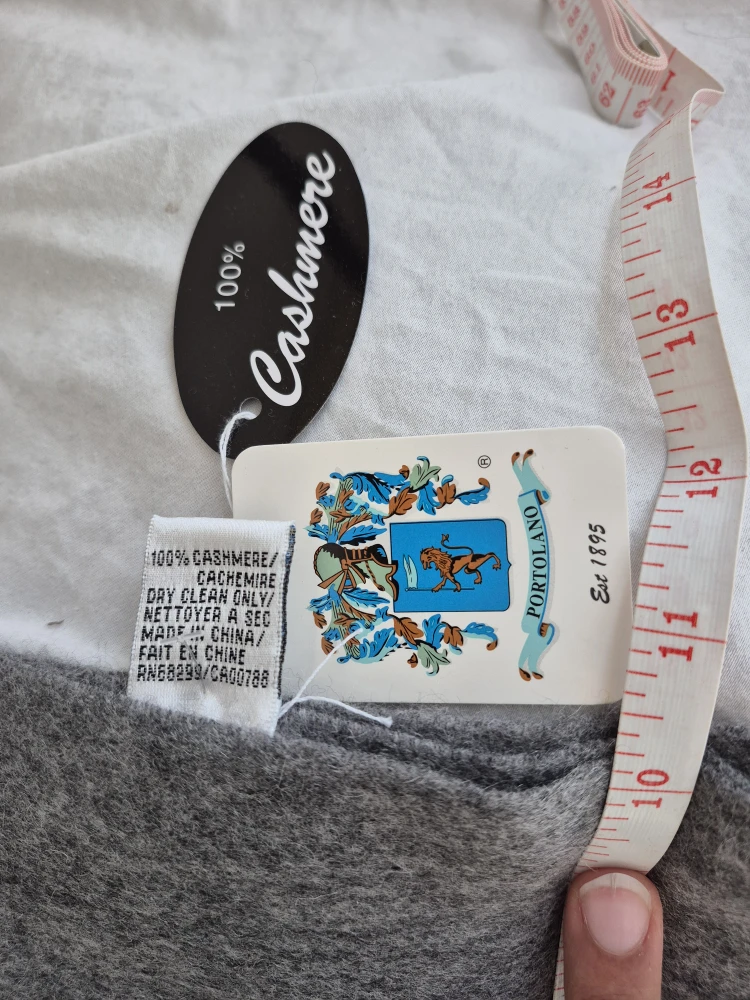 100%
Cashmere
®
PORTOLANO
Est 1895
100% CASHMERE/
CACHEMIRE
DRY CLEAN ONLY/
NETTOYER A SEC
MADE IN CHINA/
FAIT EN CHINE
RN68299/CA00788
14
13
12
11
10